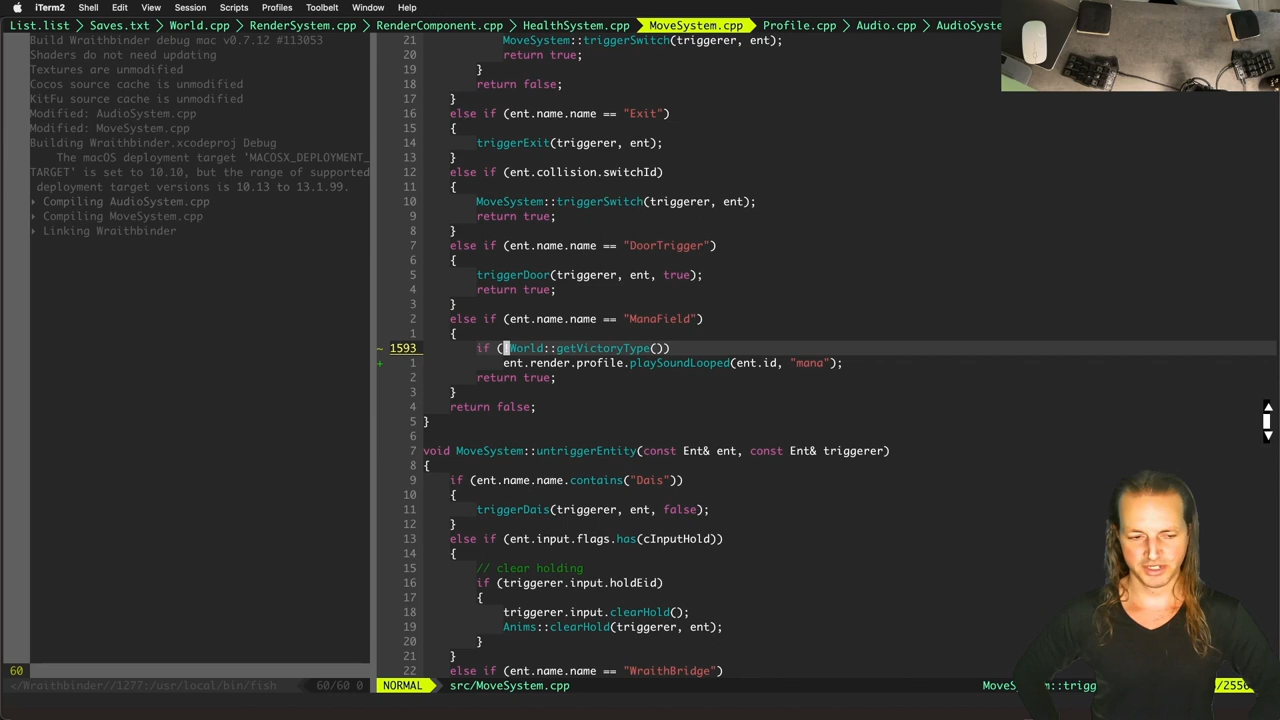 iTerm2 Shell Edit View Session Scripts Profiles Toolbelt Window Help
List.list Saves.txt World.cpp RenderSystem.cpp RenderComponent.cpp HealthSystem.cpp MoveSystem.cpp Profile.cpp Audio.cpp AudioSyste
Build Wraithbinder debug mac v0.7.12 #113053
Shaders do not need updating
Textures are unmodified
Cocos source cache is unmodified
KitFu source cache is unmodified
Modified: AudioSystem.cpp
Modified: MoveSystem.cpp
Building Wraithbinder.xcodeproj Debug
The macOS deployment target 'MACOSX_DEPLOYMENT_
TARGET' is set to 10.10, but the range of supported
deployment target versions is 10.13 to 13.1.99.
Compiling AudioSystem.cpp
Compiling MoveSystem.cpp
Linking Wraithbinder
60
</Wraithbinder//1277:/usr/local/bin/fish 60/60 0
21 MoveSystem::triggerSwitch(triggerer, ent);
20 return true;
19 }
18 return false;
17 }
16 else if (ent.name.name == "Exit")
15 {
14 triggerExit(triggerer, ent);
13 }
12 else if (ent.collision.switchId)
11 {
10 MoveSystem::triggerSwitch(triggerer, ent);
9 return true;
8 }
7 else if (ent.name.name == "DoorTrigger")
6 {
5 triggerDoor(triggerer, ent, true);
4 return true;
3 }
2 else if (ent.name.name == "ManaField")
1 {
~ 1593 if (!World::getVictoryType())
+ 1 ent.render.profile.playSoundLooped(ent.id, "mana");
2 return true;
3 }
4 return false;
5 }
6
7 void MoveSystem::untriggerEntity(const Ent& ent, const Ent& triggerer)
8 {
9 if (ent.name.name.contains("Dais"))
10 {
11 triggerDais(triggerer, ent, false);
12 }
13 else if (ent.input.flags.has(cInputHold))
14 {
15 // clear holding
16 if (triggerer.input.holdEid)
17 {
18 triggerer.input.clearHold();
19 Anims::clearHold(triggerer, ent);
20 }
21 }
22 else if (ent.name.name == "WraithBridge")
NORMAL src/MoveSystem.cpp MoveS ::trigg